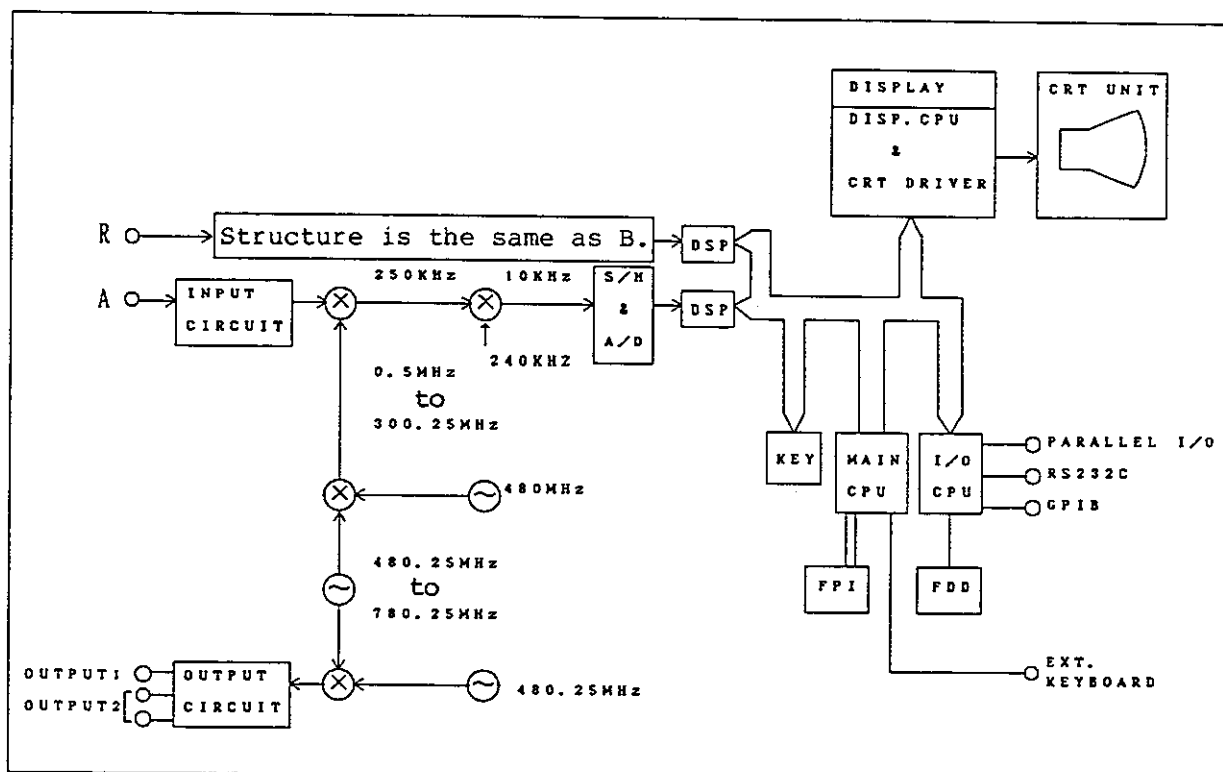 DISPLAY
DISP.CPU
&
CRT DRIVER
CRT UNIT
R
Structure is the same as B.
DSP
A
INPUT
CIRCUIT
250KHz
10KHz
240KHZ
S/H
&
A/D
DSP
0.5MHz
to
300.25MHz
480MHz
480.25MHz
to
780.25MHz
480.25MHz
OUTPUT1
OUTPUT2
OUTPUT
CIRCUIT
KEY
MAIN
CPU
I/O
CPU
PARALLEL I/O
RS232C
GPIB
FPI
FDD
EXT.
KEYBOARD